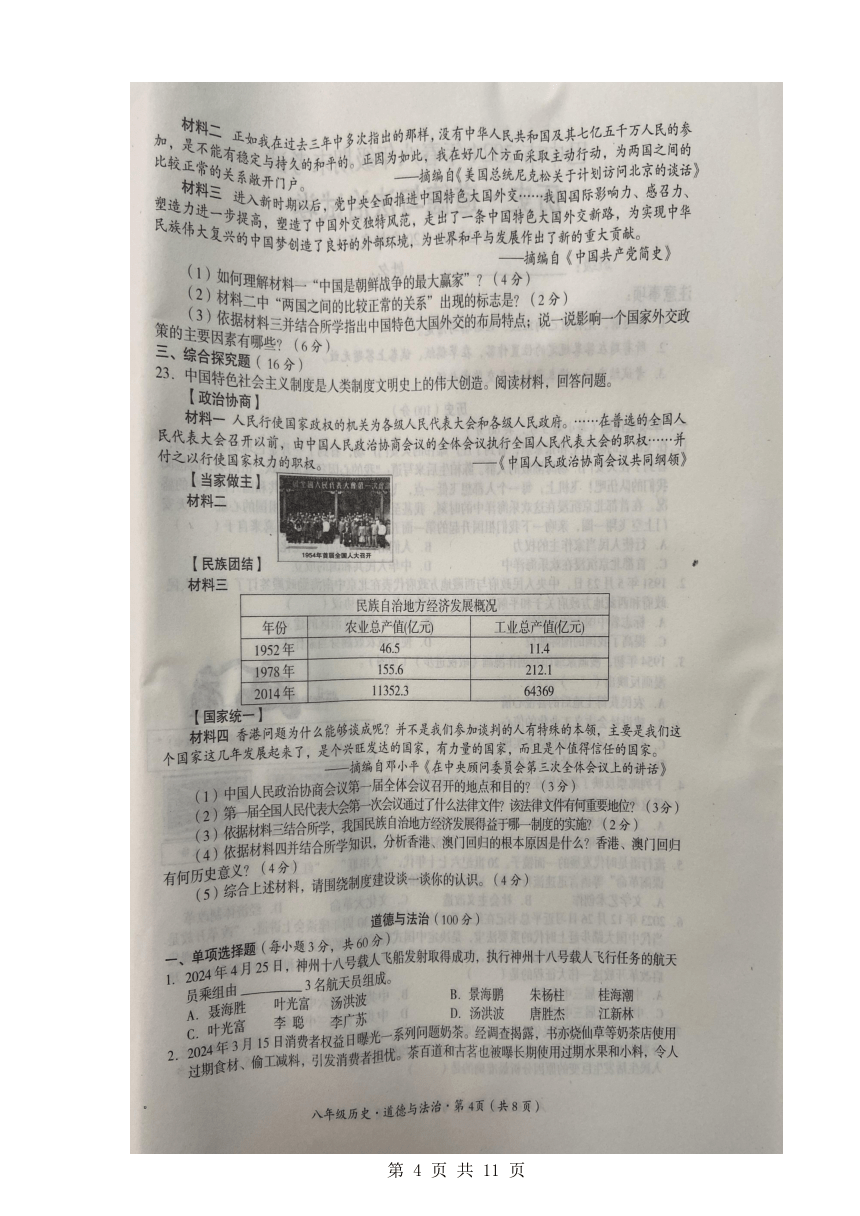 材料二 正如我在过去三年中多次指出的那样,没有中华人民共和国及其七亿五千万人民的参
加，是不能有稳定与持久的和平的。正因为如此，我在好几个方面采取主动行动，为两国之间的
比较正常的关系敞开门户。 ——摘编自《美国总统尼克松关于计划访问北京的谈话》
材料三 进入新时期以后，党中央全面推进中国特色大国外交……我国国际影响力、感召力、
塑造力进一步提高，塑造了中国外交独特风范，走出了一条中国特色大国外交新路，为实现中华
民族伟大复兴的中国梦创造了良好的外部环境，为世界和平与发展作出了新的重大贡献。
——摘编自《中国共产党简史》
(1)如何理解材料一“中国是朝鲜战争的最大赢家”？(4分)
(2)材料二中“两国之间的比较正常的关系”出现的标志是？(2分)
(3)依据材料三并结合所学指出中国特色大国外交的布局特点；说一说影响一个国家外交政
策的主要因素有哪些？(6分)
三、综合探究题(16分)
23．中国特色社会主义制度是人类制度文明史上的伟大创造。阅读材料，回答问题。
【政治协商】
材料一 人民行使国家政权的机关为各级人民代表大会和各级人民政府。……在普选的全国人
民代表大会召开以前，由中国人民政治协商会议的全体会议执行全国人民代表大会的职权……并
付之以行使国家权力的职权。 ——《中国人民政治协商会议共同纲领》
【当家做主】
材料二
1954年首届全国人大召开
【民族团结】
材料三
民族自治地方经济发展概况
年份 农业总产值(亿元) 工业总产值(亿元)
1952年 46.5 11.4
1978年 155.6 212.1
2014年 11352.3 64369
【国家统一】
材料四 香港问题为什么能够谈成呢？并不是我们参加谈判的人有特殊的本领，主要是我们这
个国家这几年发展起来了，是个兴旺发达的国家，有力量的国家，而且是个值得信任的国家。
——摘编自邓小平《在中央顾问委员会第三次全体会议上的讲话》
(1)中国人民政治协商会议第一届全体会议召开的地点和目的？(3分)
(2)第一届全国人民代表大会第一次会议通过了什么法律文件？该法律文件有何重要地位？(3分)
(3)依据材料三结合所学，我国民族自治地方经济发展得益于哪一制度的实施？(2分)
(4)依据材料四并结合所学知识，分析香港、澳门回归的根本原因是什么？香港、澳门回归
有何历史意义？(4分)
(5)综合上述材料，请围绕制度建设谈一谈你的认识。(4分)
道德与法治(100分)
一、单项选择题(每小题3分，共60分)
1．2024年4月25日，神州十八号载人飞船发射取得成功，执行神州十八号载人飞行任务的航天
员乘组由________3名航天员组成。
A．聂海胜 叶光富 汤洪波 B．景海鹏 朱杨柱 桂海潮
C．叶光富 李聪 李广苏 D．汤洪波 唐胜杰 江新林
2．2024年3月15日消费者权益日曝光一系列问题奶茶。经调查揭露，书亦烧仙草等奶茶店使用
过期食材、偷工减料，引发消费者担忧。茶百道和古茗也被曝长期使用过期水果和小料，令人
八年级历史·道德与法治·第4页(共8页)
第 4 页 共 11 页